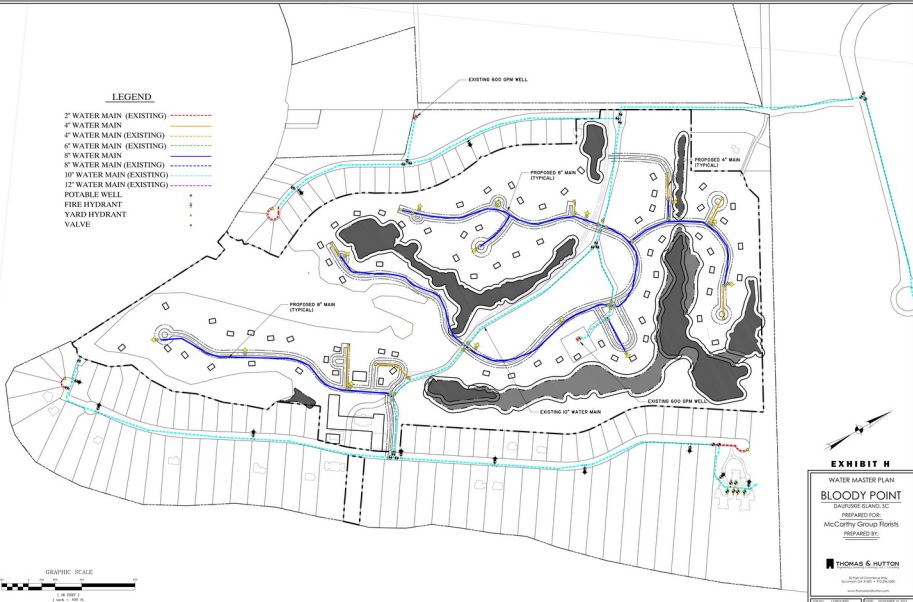 LEGEND
2" WATER MAIN (EXISTING)
4" WATER MAIN
4" WATER MAIN (EXISTING)
6" WATER MAIN (EXISTING)
8" WATER MAIN
8" WATER MAIN (EXISTING)
10" WATER MAIN (EXISTING)
12" WATER MAIN (EXISTING)
POTABLE WELL
FIRE HYDRANT
YARD HYDRANT
VALVE
EXISTING 600 GPM WELL
PROPOSED 8" MAIN
(TYPICAL)
PROPOSED 4" MAIN
(TYPICAL)
PROPOSED 8" MAIN
(TYPICAL)
EXISTING 600 GPM WELL
EXISTING 10" WATER MAIN
EXHIBIT H
WATER MASTER PLAN
BLOODY POINT
DAUFUSKIE ISLAND, SC
PREPARED FOR:
McCarthy Group Florists
PREPARED BY:
THOMAS & HUTTON
GRAPHIC SCALE
( IN FEET )